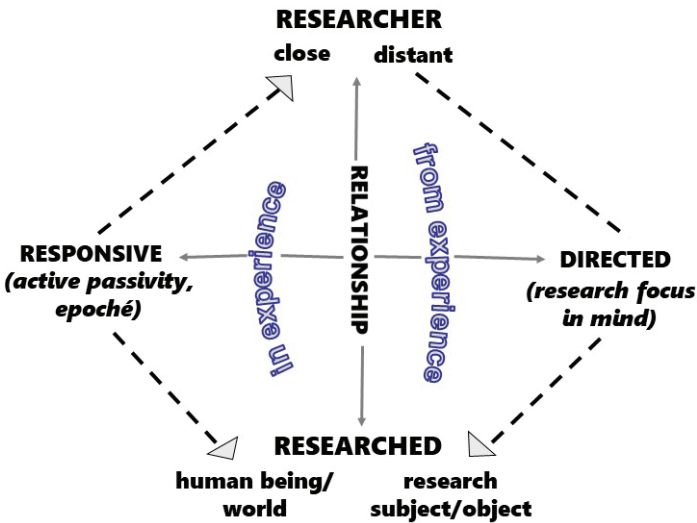 RESEARCHER
close distant
in experience
RELATIONSHIP
from experience
RESPONSIVE
(active passivity,
epoché)
DIRECTED
(research focus
in mind)
RESEARCHED
human being/
world
research
subject/object